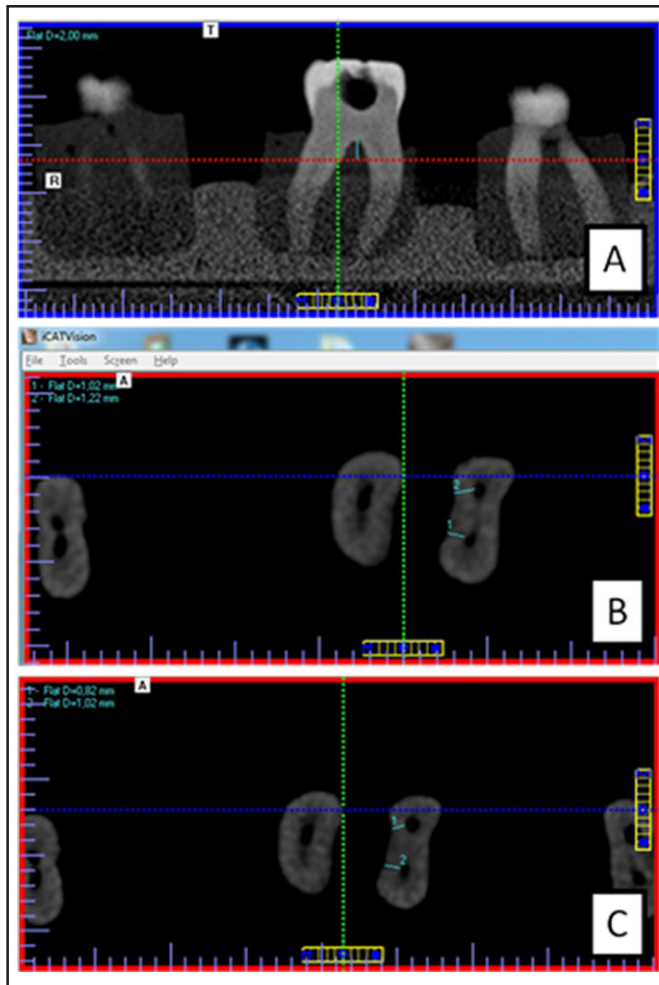 T
Flat D=2,00 mm
R
A
iCATVision
File Tools Screen Help
A
1 - Flat D=1,02 mm
2 - Flat D=1,22 mm
2
1
B
A
1 - Flat D=0,82 mm
2 - Flat D=1,02 mm
1
2
C